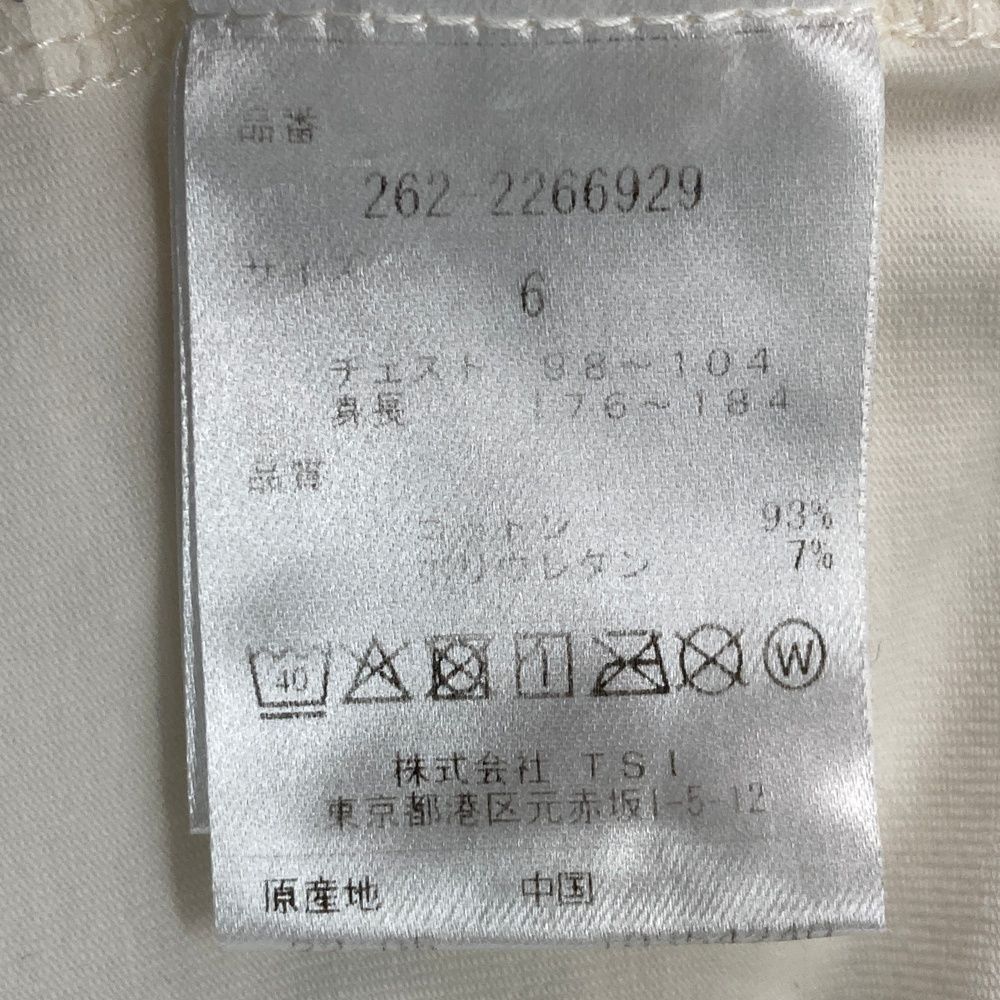 品番
262-2266929
サイズ
6
チェスト 98～104
身長 176～184
品質
コットン 93%
ポリウレタン 7%
40
W
株式会社 TSI
東京都港区元赤坂1-5-12
原産地 中国